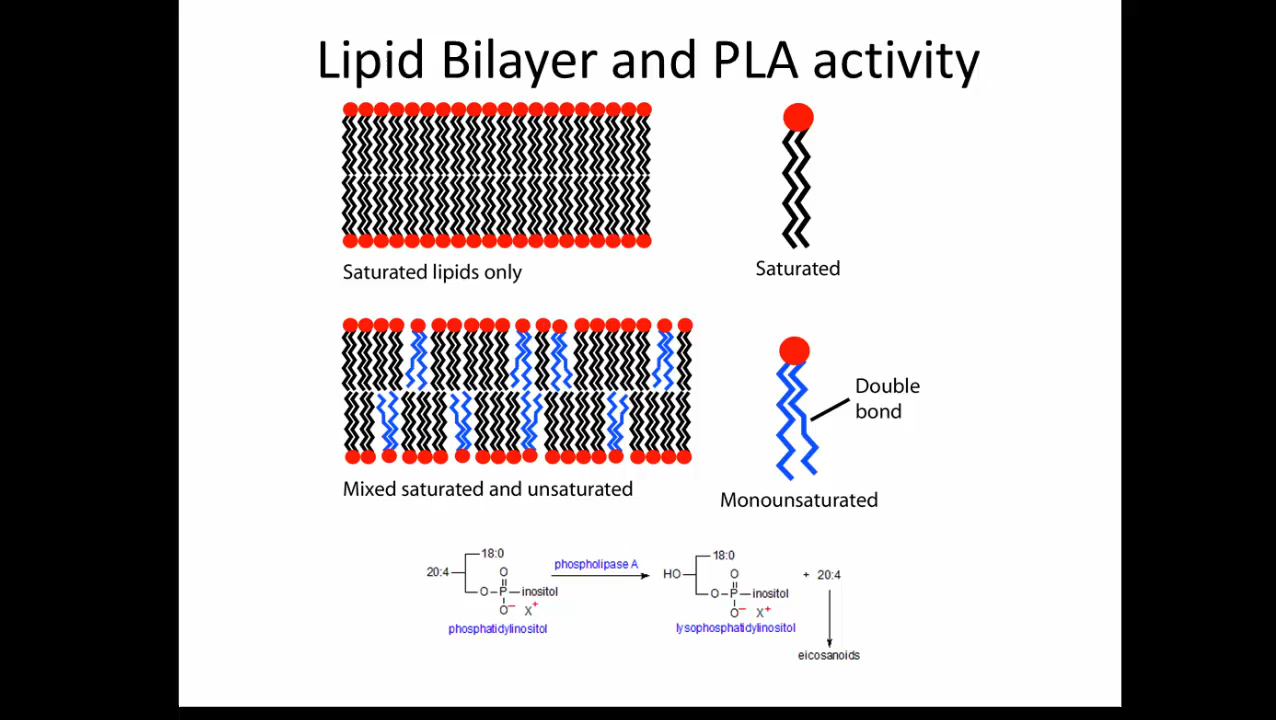 Lipid Bilayer and PLA activity
Saturated lipids only
Saturated
Double
bond
Mixed saturated and unsaturated
Monounsaturated
18:0
20:4
O
O–P–inositol
O– X+
phosphatidylinositol
phospholipase A
18:0
HO
O
O–P–inositol
O– X+
lysophosphatidylinositol
+ 20:4
eicosanoids